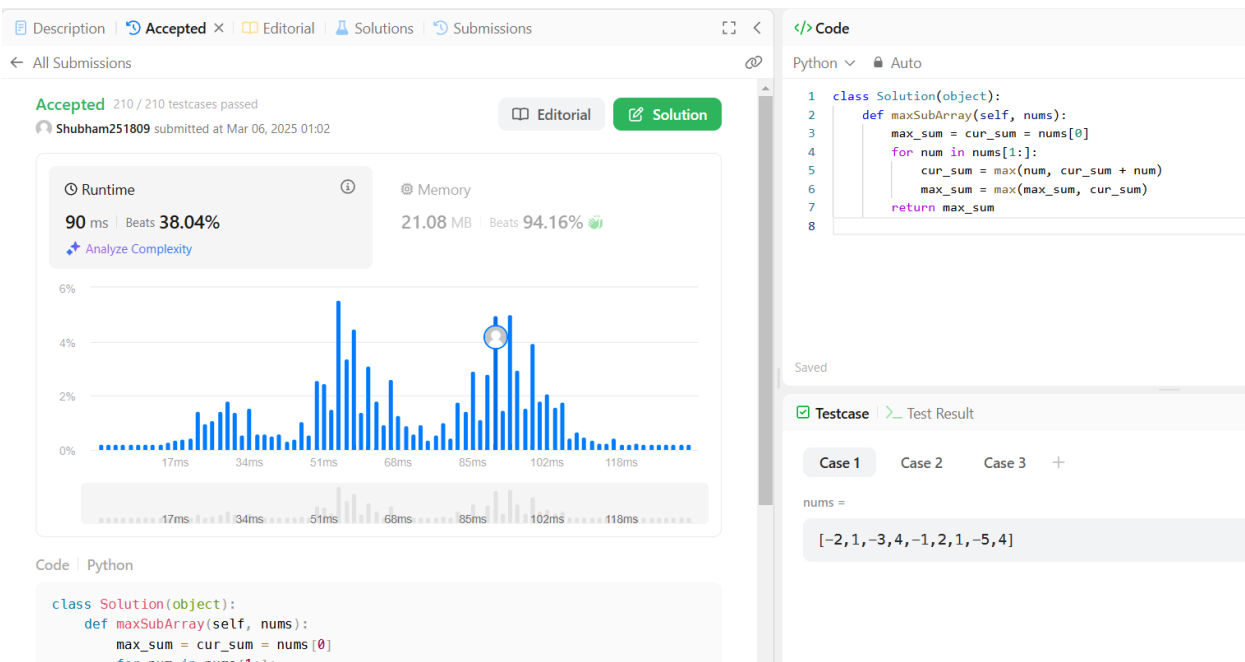 Description
Accepted
Editorial
Solutions
Submissions
All Submissions
Accepted 210 / 210 testcases passed
Shubham251809 submitted at Mar 06, 2025 01:02
Editorial
Solution
Runtime
90 ms Beats 38.04%
Analyze Complexity
Memory
21.08 MB Beats 94.16%
6%
4%
2%
0%
17ms 34ms 51ms 68ms 85ms 102ms 118ms
17ms 34ms 51ms 68ms 85ms 102ms 118ms
Code Python
class Solution(object):
    def maxSubArray(self, nums):
        max_sum = cur_sum = nums[0]
        for num in nums[1:]:
</> Code
Python Auto
1 class Solution(object):
2     def maxSubArray(self, nums):
3         max_sum = cur_sum = nums[0]
4         for num in nums[1:]:
5             cur_sum = max(num, cur_sum + num)
6             max_sum = max(max_sum, cur_sum)
7         return max_sum
8
Saved
Testcase >_ Test Result
Case 1 Case 2 Case 3 +
nums =
[-2,1,-3,4,-1,2,1,-5,4]